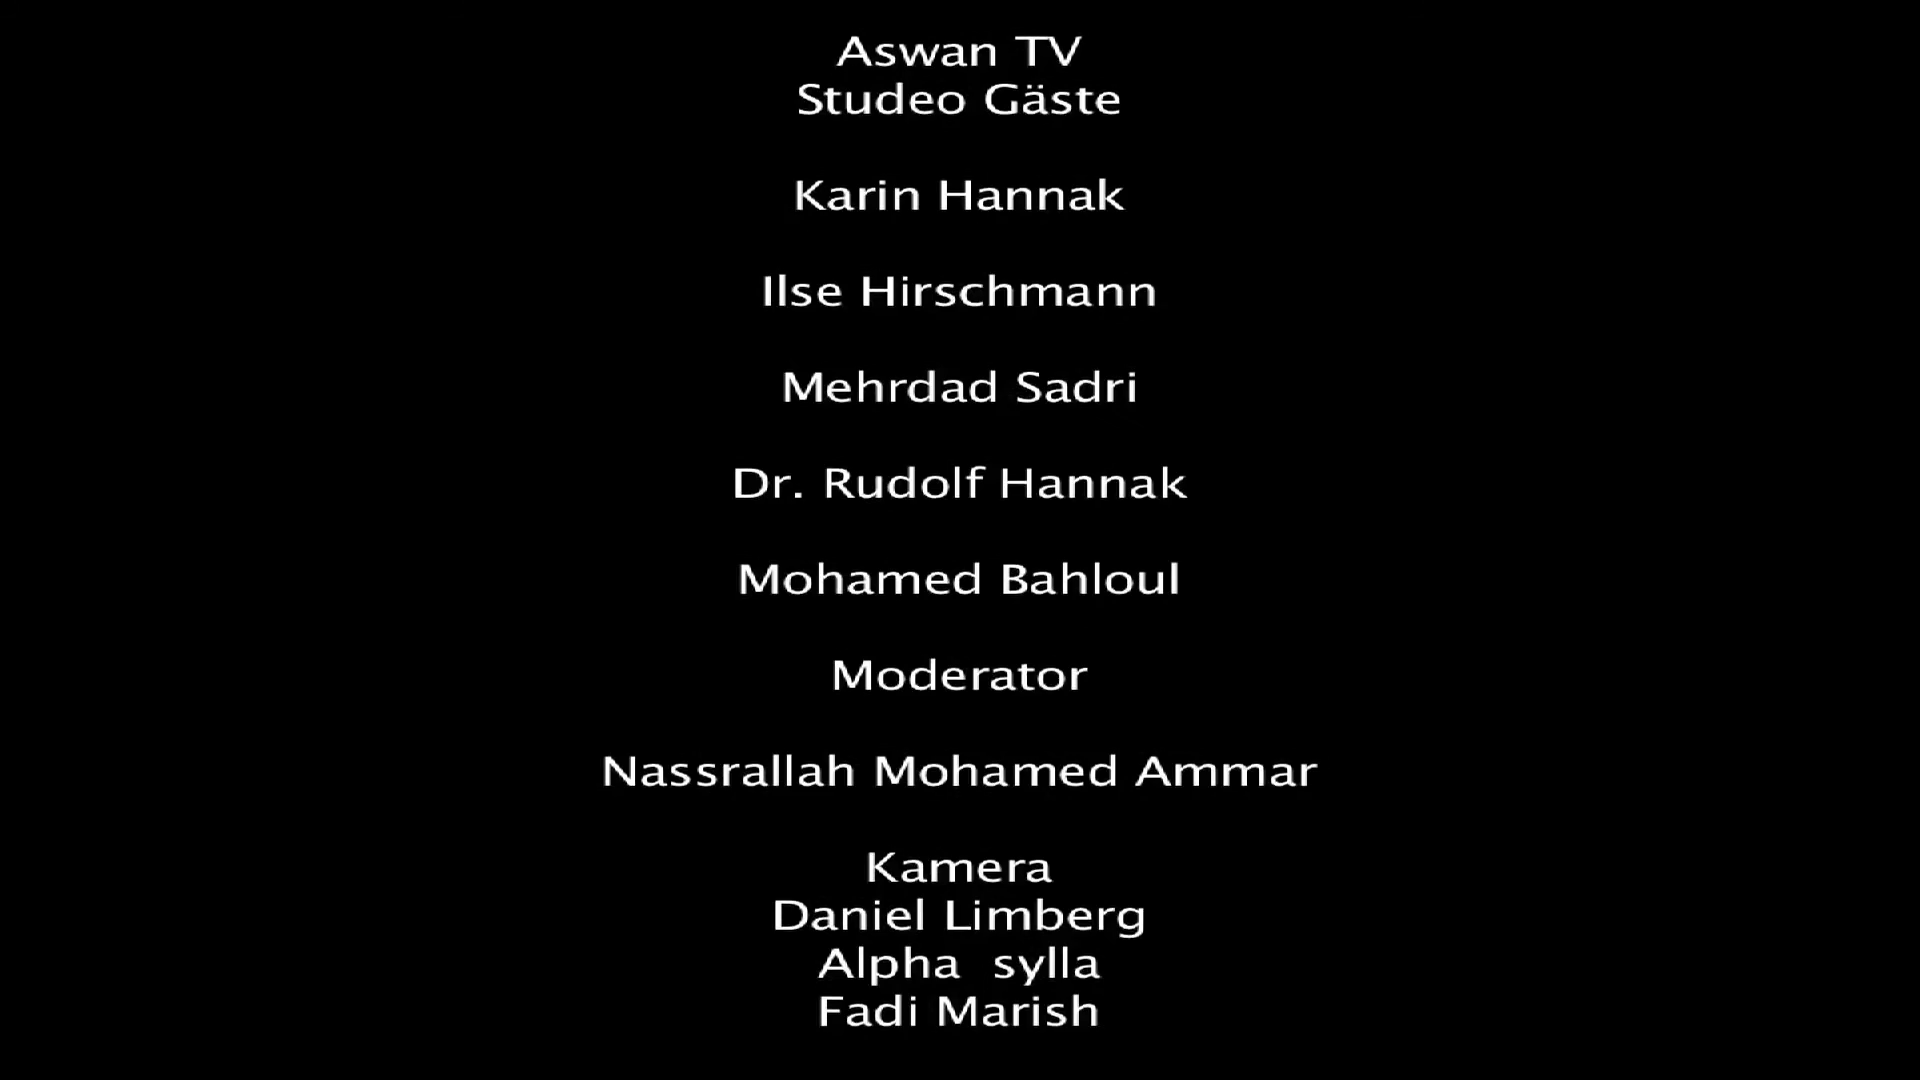 Aswan TV
Studeo Gäste
Karin Hannak
Ilse Hirschmann
Mehrdad Sadri
Dr. Rudolf Hannak
Mohamed Bahloul
Moderator
Nassrallah Mohamed Ammar
Kamera
Daniel Limberg
Alpha  sylla
Fadi Marish